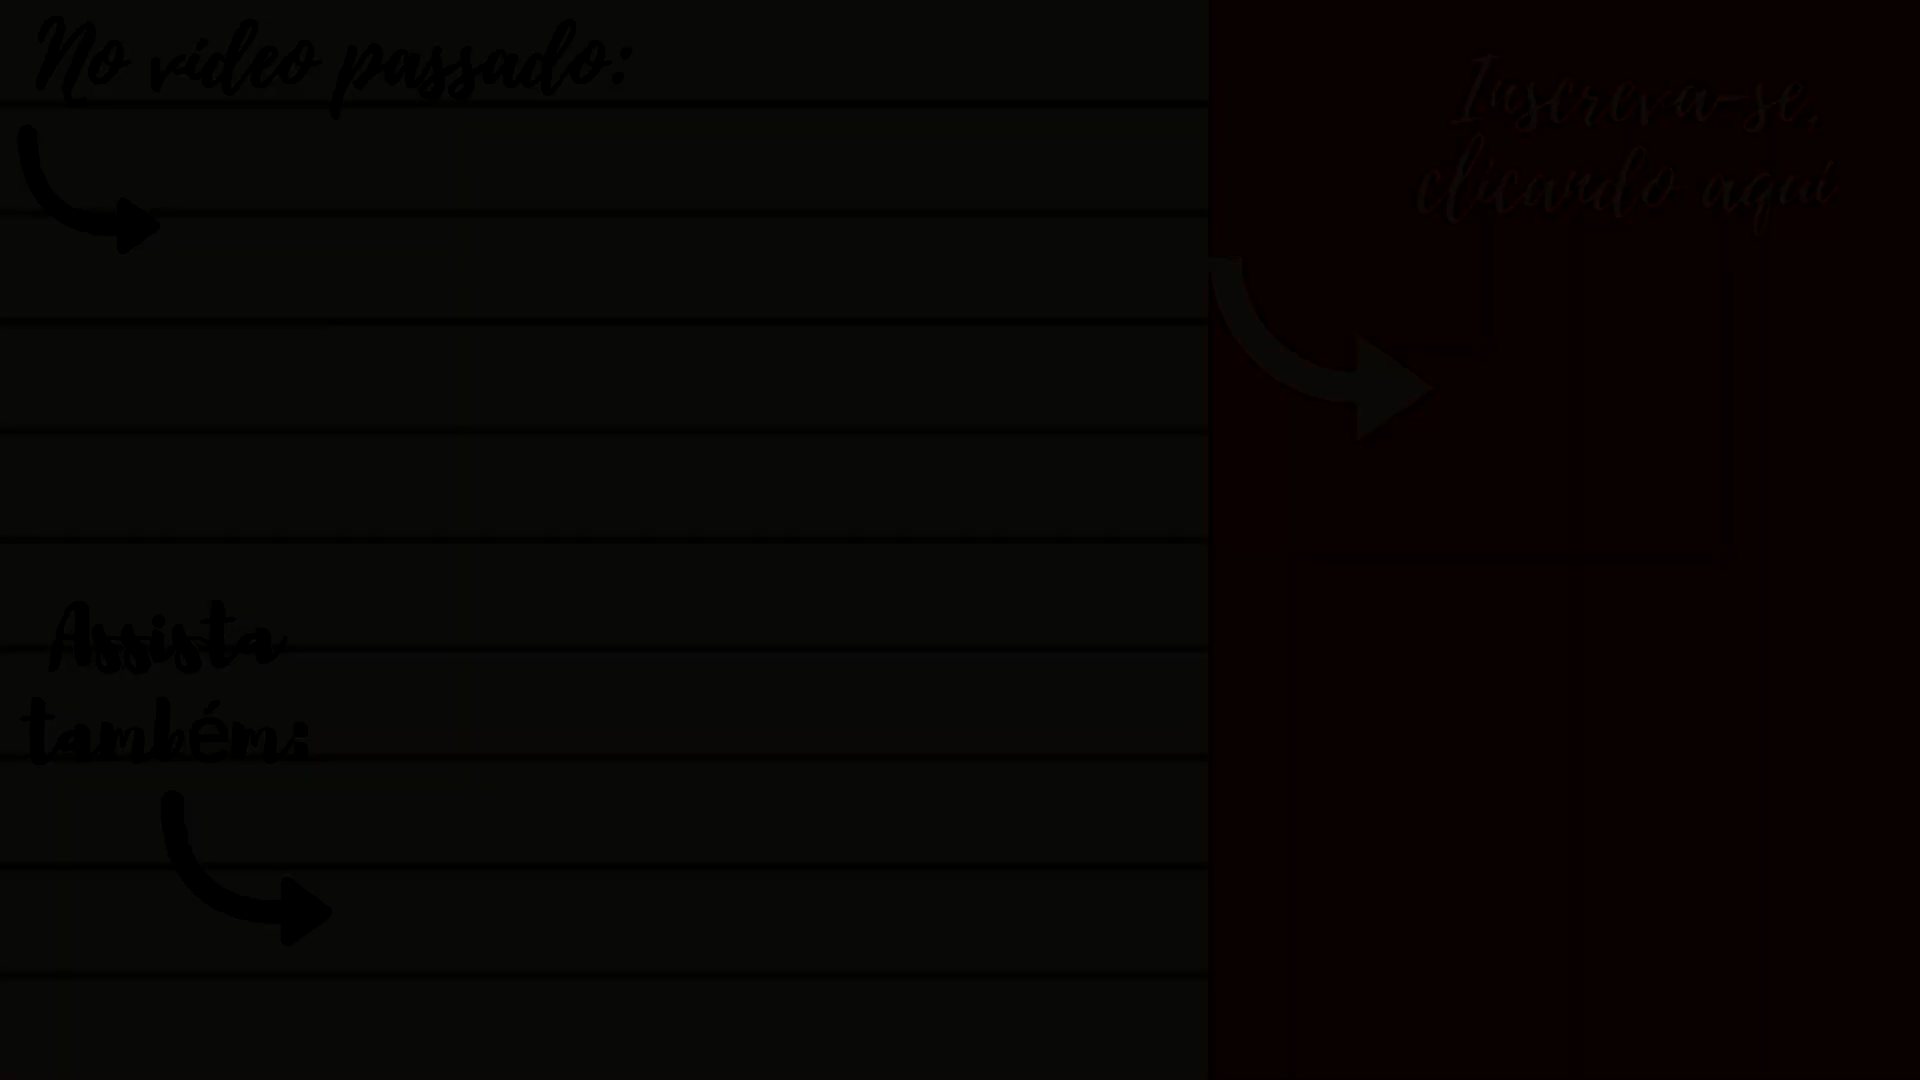 No vídeo passado:
Inscreva-se,
clicando aqui
Assista
também: